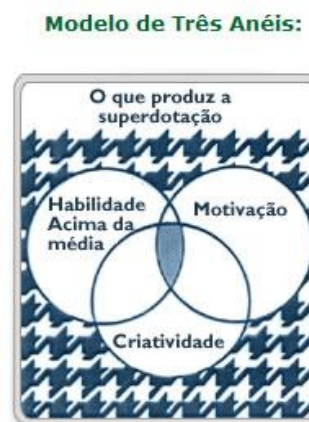 Modelo de Três Anéis:
O que produz a
superdotação
Habilidade
Acima da
média
Motivação
Criatividade